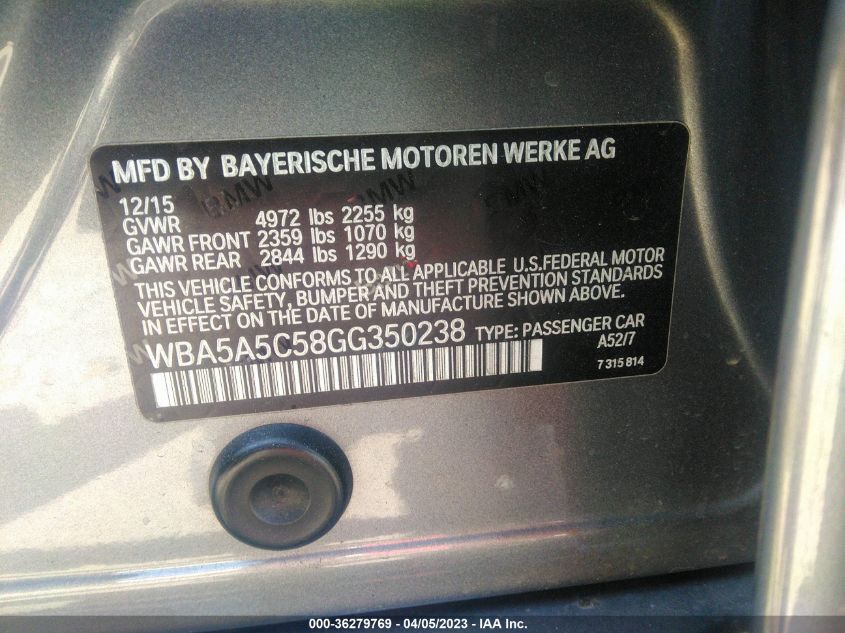 MFD BY BAYERISCHE MOTOREN WERKE AG
12/15
GVWR 4972 lbs 2255 kg
GAWR FRONT 2359 lbs 1070 kg
GAWR REAR 2844 lbs 1290 kg
THIS VEHICLE CONFORMS TO ALL APPLICABLE U.S.FEDERAL MOTOR
VEHICLE SAFETY, BUMPER AND THEFT PREVENTION STANDARDS
IN EFFECT ON THE DATE OF MANUFACTURE SHOWN ABOVE.
WBA5A5C58GG350238 TYPE: PASSENGER CAR
A52/7
7 315 814
BMW
BMW
BMW
000-36279769 - 04/05/2023 - IAA Inc.